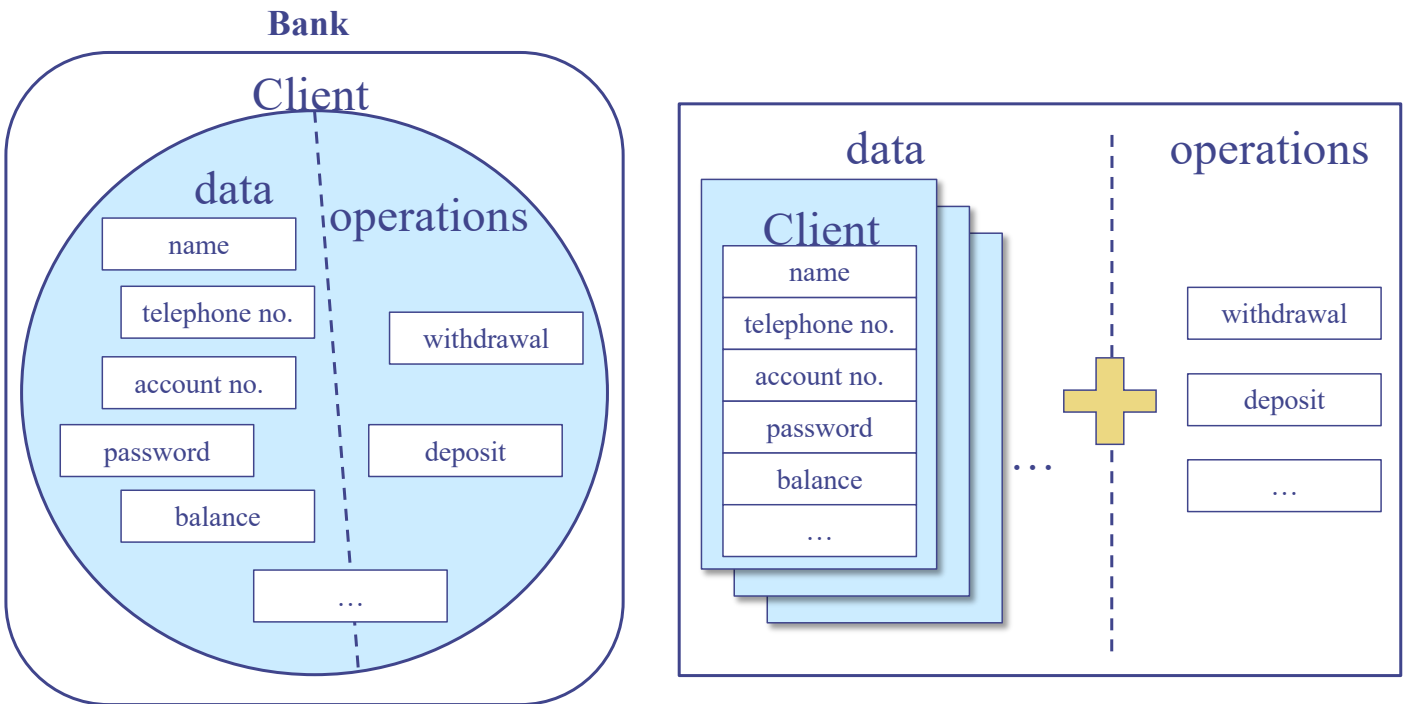 Bank
Client
data
operations
name
telephone no.
withdrawal
account no.
password
deposit
balance
…
data
operations
Client
name
telephone no.
account no.
password
balance
…
…
withdrawal
deposit
…